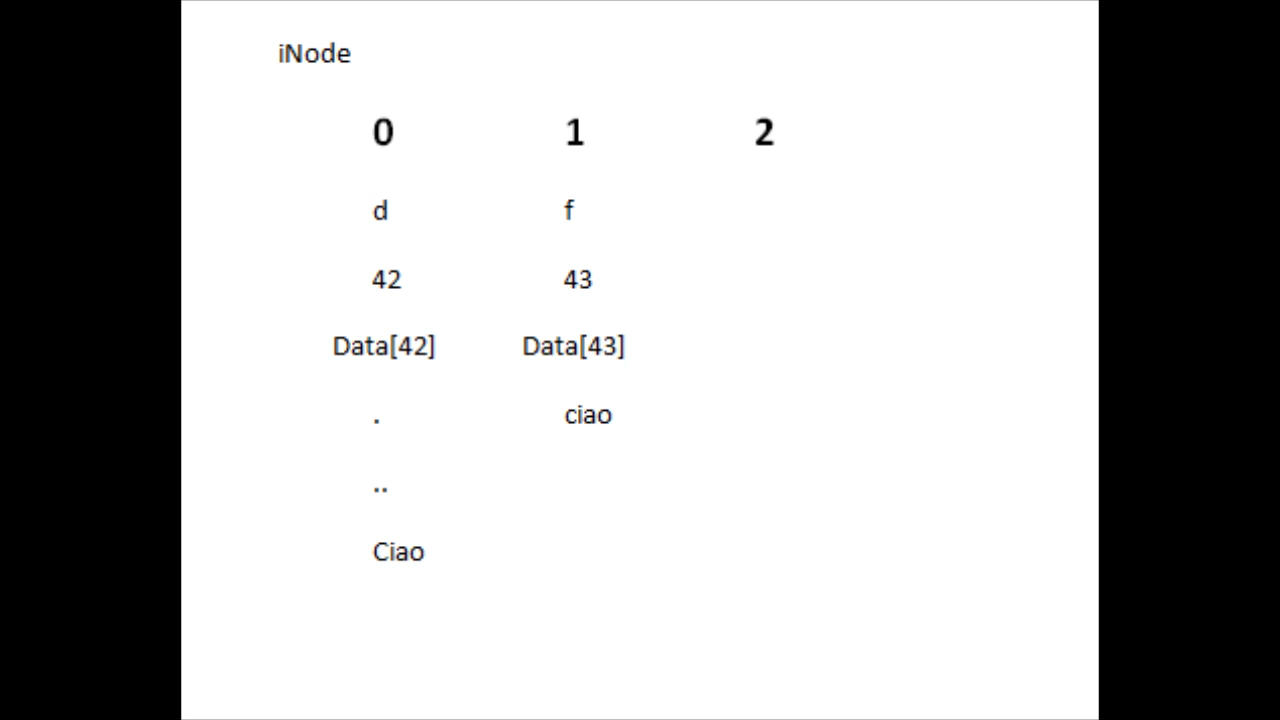 iNode
0 1 2
d f
42 43
Data[42] Data[43]
. ciao
..
Ciao